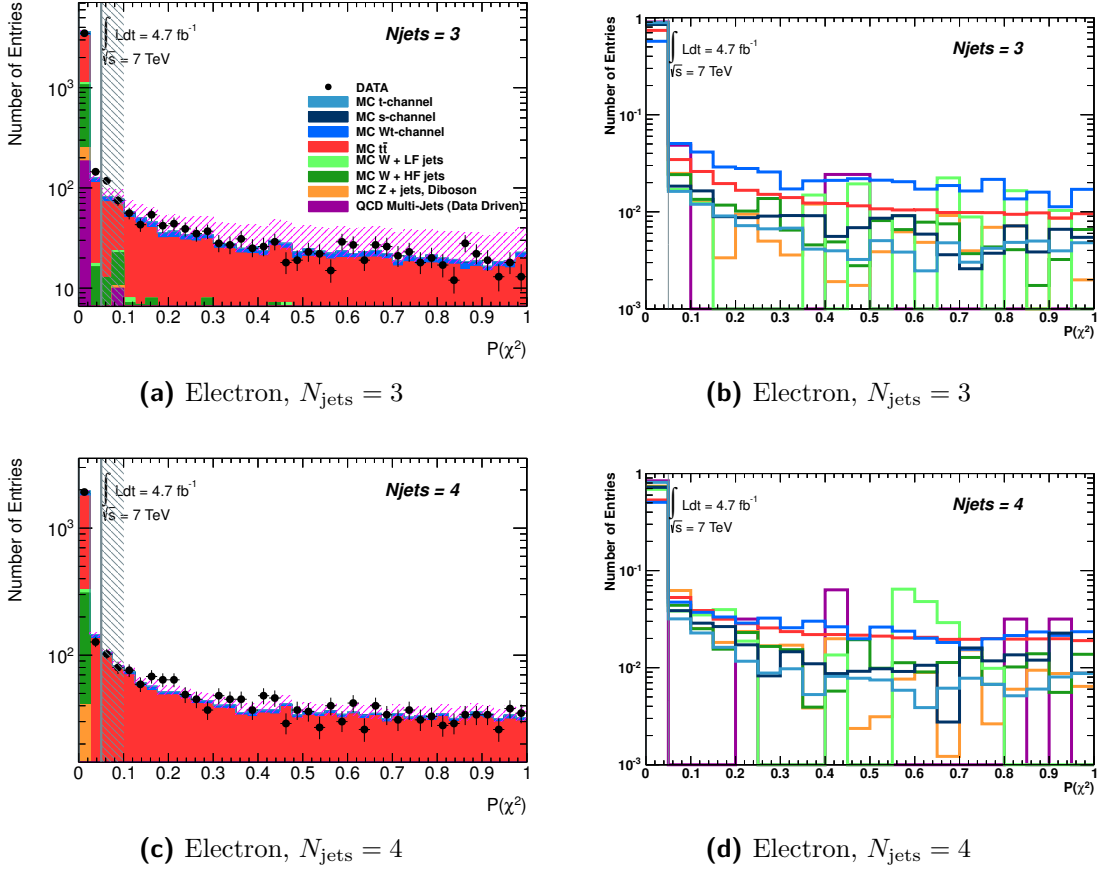 Number of Entries
10³
10²
10
∫ Ldt = 4.7 fb⁻¹
√s = 7 TeV
Njets = 3
DATA
MC t-channel
MC s-channel
MC Wt-channel
MC tt̄
MC W + LF jets
MC W + HF jets
MC Z + jets, Diboson
QCD Multi-Jets (Data Driven)
0 0.1 0.2 0.3 0.4 0.5 0.6 0.7 0.8 0.9 1
P(χ²)
(a) Electron, N_jets = 3
Number of Entries
1
10⁻¹
10⁻²
10⁻³
∫ Ldt = 4.7 fb⁻¹
√s = 7 TeV
Njets = 3
0 0.1 0.2 0.3 0.4 0.5 0.6 0.7 0.8 0.9 1
P(χ²)
(b) Electron, N_jets = 3
Number of Entries
10³
10²
∫ Ldt = 4.7 fb⁻¹
√s = 7 TeV
Njets = 4
0 0.1 0.2 0.3 0.4 0.5 0.6 0.7 0.8 0.9 1
P(χ²)
(c) Electron, N_jets = 4
Number of Entries
1
10⁻¹
10⁻²
10⁻³
∫ Ldt = 4.7 fb⁻¹
√s = 7 TeV
Njets = 4
0 0.1 0.2 0.3 0.4 0.5 0.6 0.7 0.8 0.9 1
P(χ²)
(d) Electron, N_jets = 4